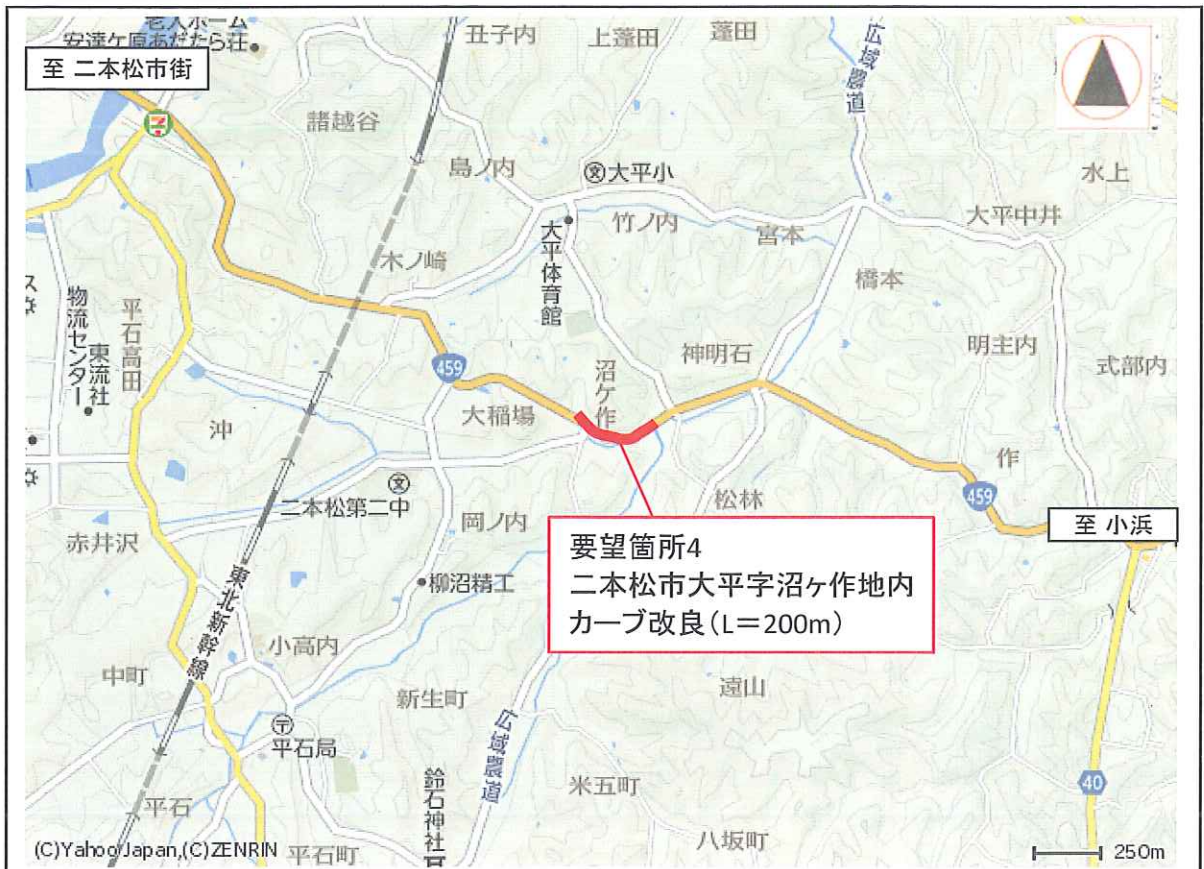 老人ホーム
安達ケ原あだたら荘
至 二本松市街
丑子内
上蓬田
蓬田
広域農道
諸越谷
島ノ内
大平小
水上
竹ノ内
宮本
大平中井
大平体育館
木ノ崎
橋本
物流センター
東流社
平石高田
459
神明石
明主内
式部内
沼ケ作
大稲場
沖
作
459
二本松第二中
松林
至 小浜
岡ノ内
赤井沢
要望箇所4
二本松市大平字沼ヶ作地内
カーブ改良(L=200m)
柳沼精工
東北新幹線
小高内
中町
新生町
遠山
広域農道
平石局
鈴石神社
米五町
40
平石
八坂町
平石町
(C)Yahoo Japan,(C)ZENRIN
250m